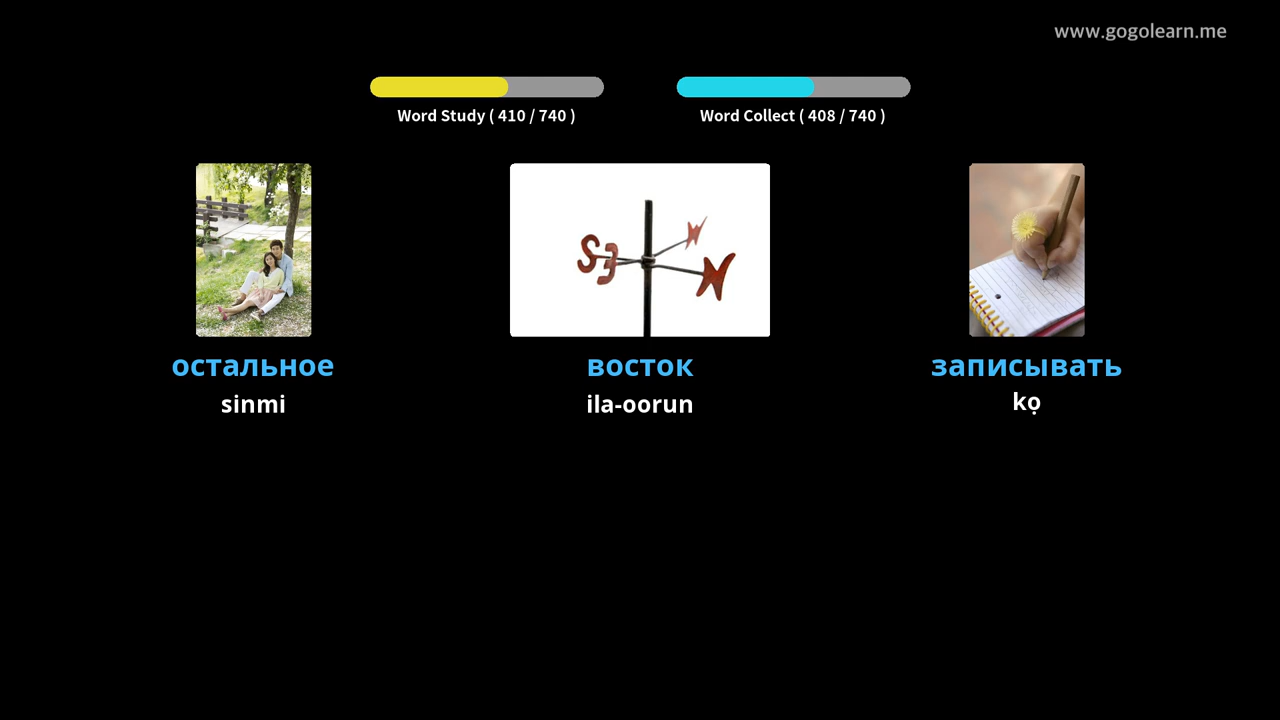 www.gogolearn.me
Word Study ( 410 / 740 )
Word Collect ( 408 / 740 )
S E N W
остальное
восток
записывать
sinmi
ila-oorun
kọ